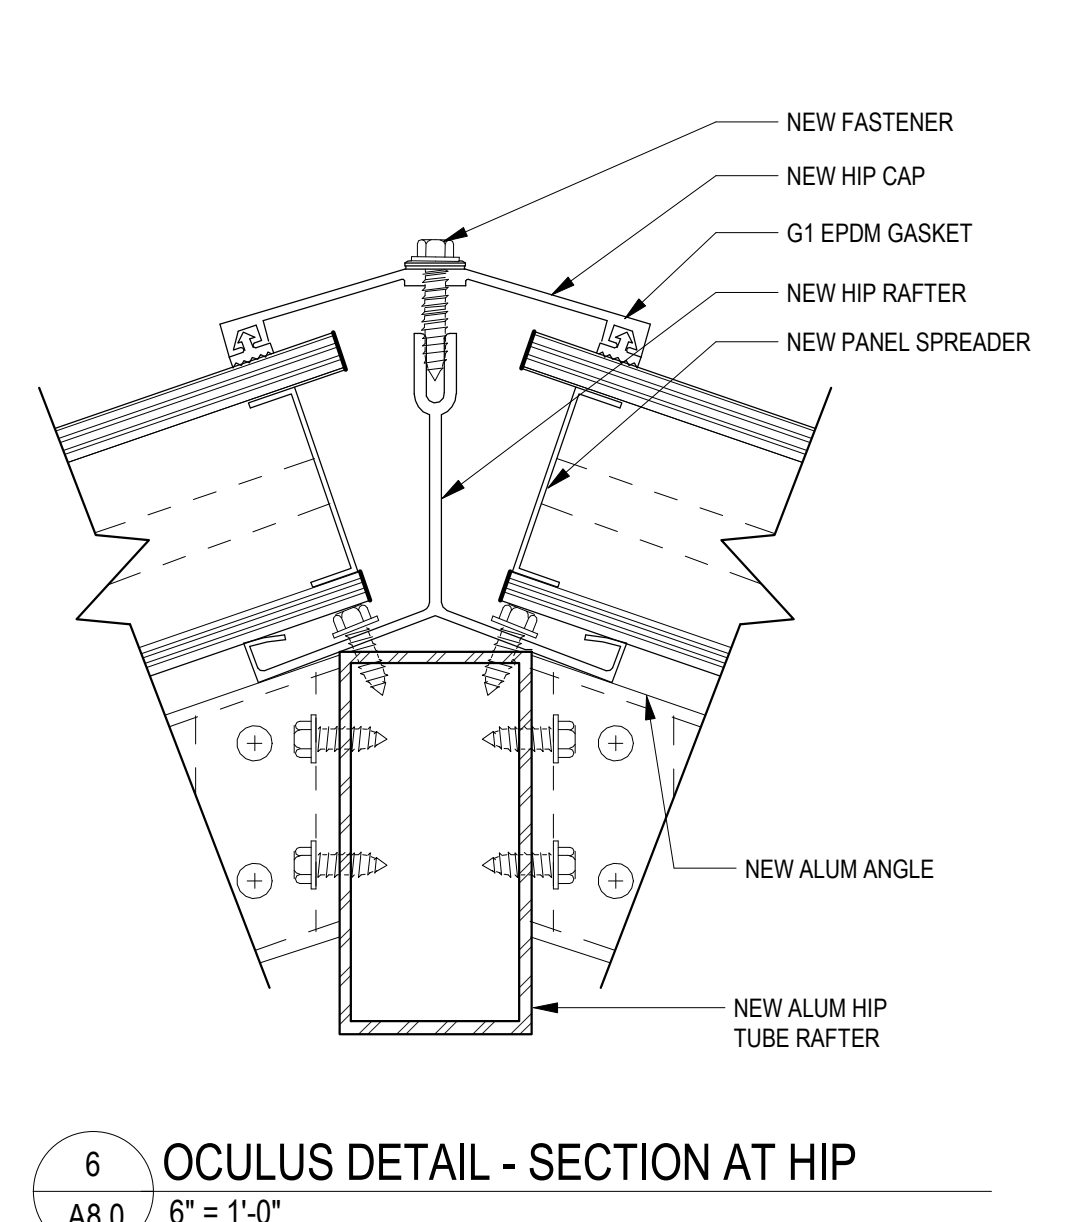 NEW FASTENER
NEW HIP CAP
G1 EPDM GASKET
NEW HIP RAFTER
NEW PANEL SPREADER
NEW ALUM ANGLE
NEW ALUM HIP
TUBE RAFTER
6
OCULUS DETAIL - SECTION AT HIP
A8.0
6" = 1'-0"